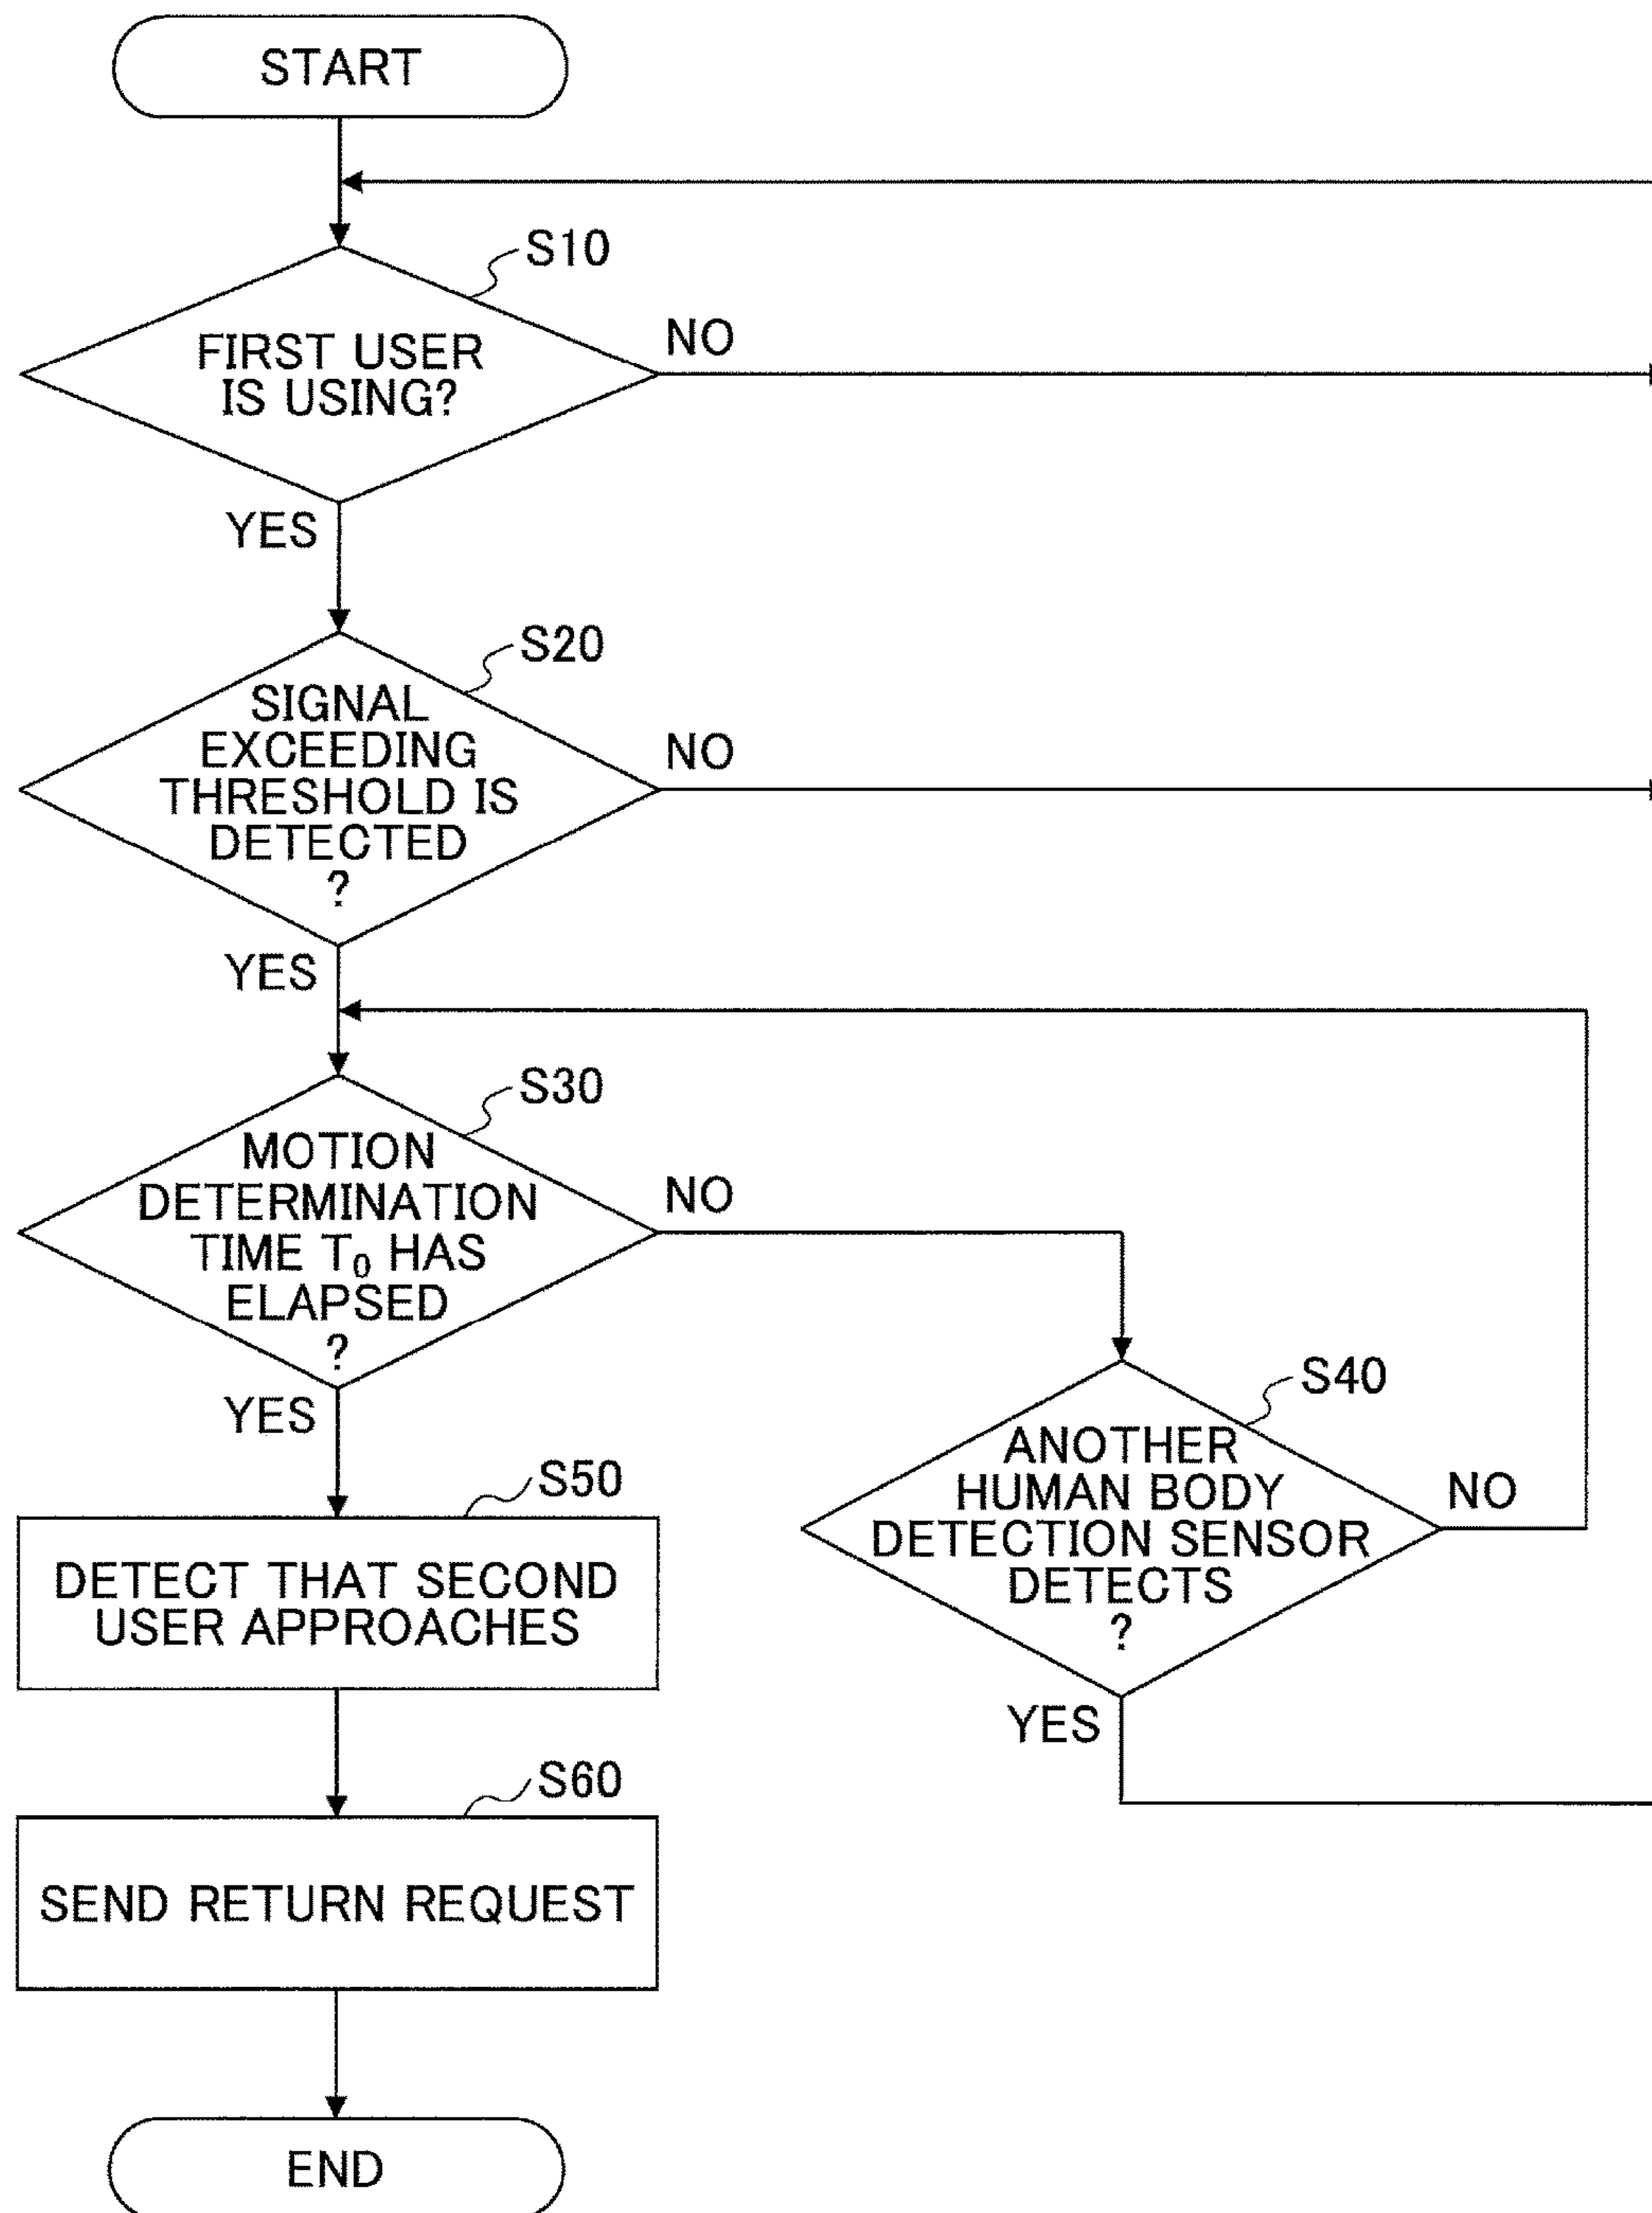 START
S10
FIRST USER
IS USING?
NO
YES
S20
SIGNAL
EXCEEDING
THRESHOLD IS
DETECTED
?
NO
YES
S30
MOTION
DETERMINATION
TIME T₀ HAS
ELAPSED
?
NO
YES
S40
ANOTHER
HUMAN BODY
DETECTION SENSOR
DETECTS
?
NO
YES
S50
DETECT THAT SECOND
USER APPROACHES
S60
SEND RETURN REQUEST
END